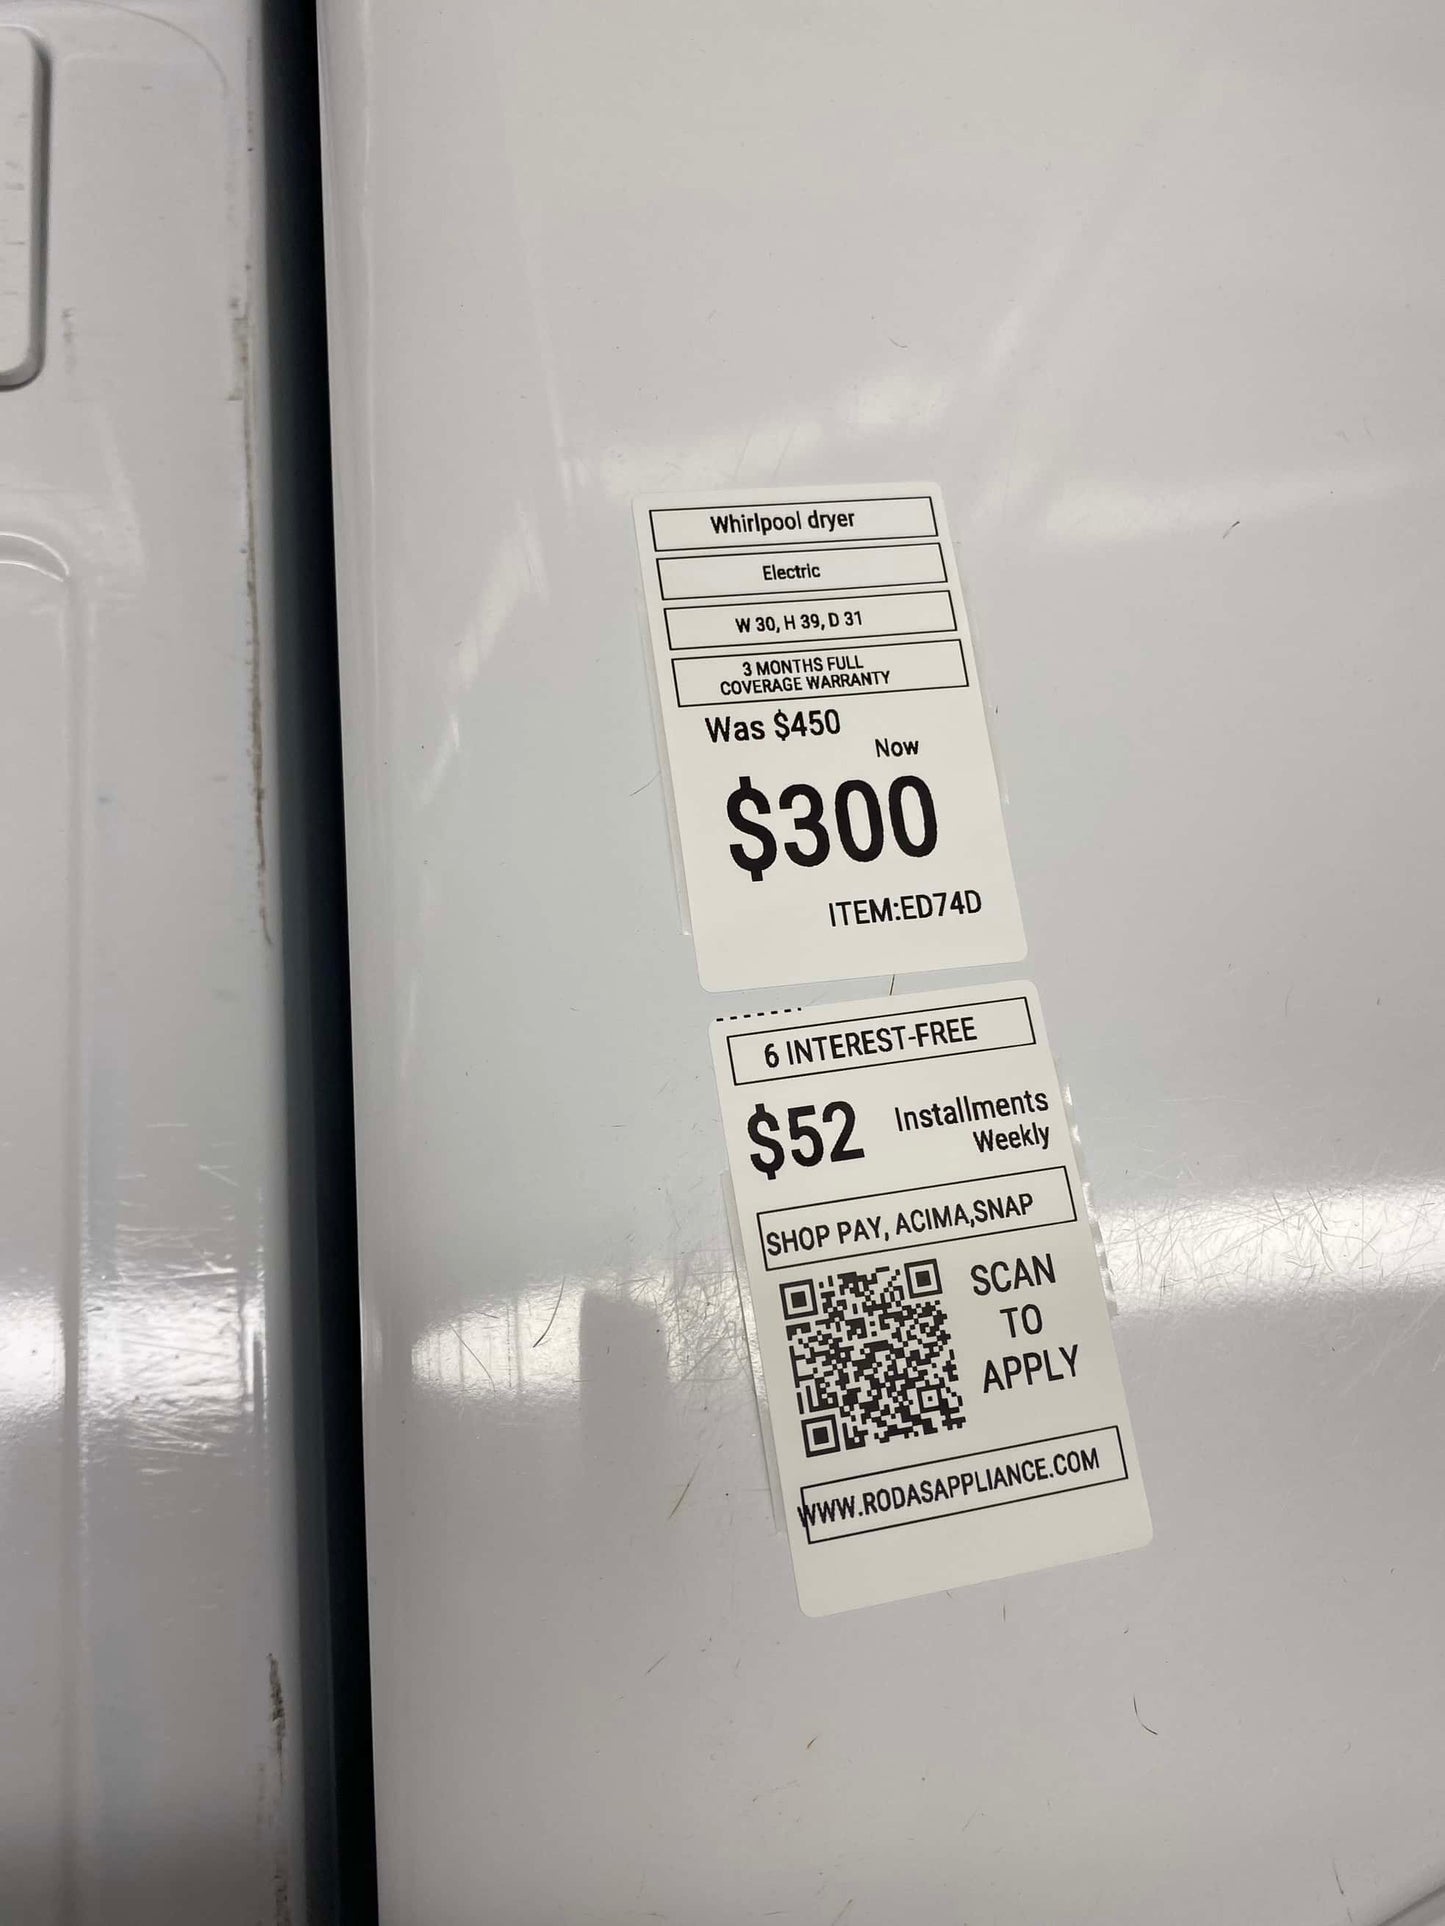 Whirlpool dryer
Electric
W 30, H 39, D 31
3 MONTHS FULL
COVERAGE WARRANTY
Was $450
Now
$300
ITEM:ED74D
6 INTEREST-FREE
$52 Installments
Weekly
SHOP PAY, ACIMA,SNAP
SCAN
TO
APPLY
WWW.RODASAPPLIANCE.COM